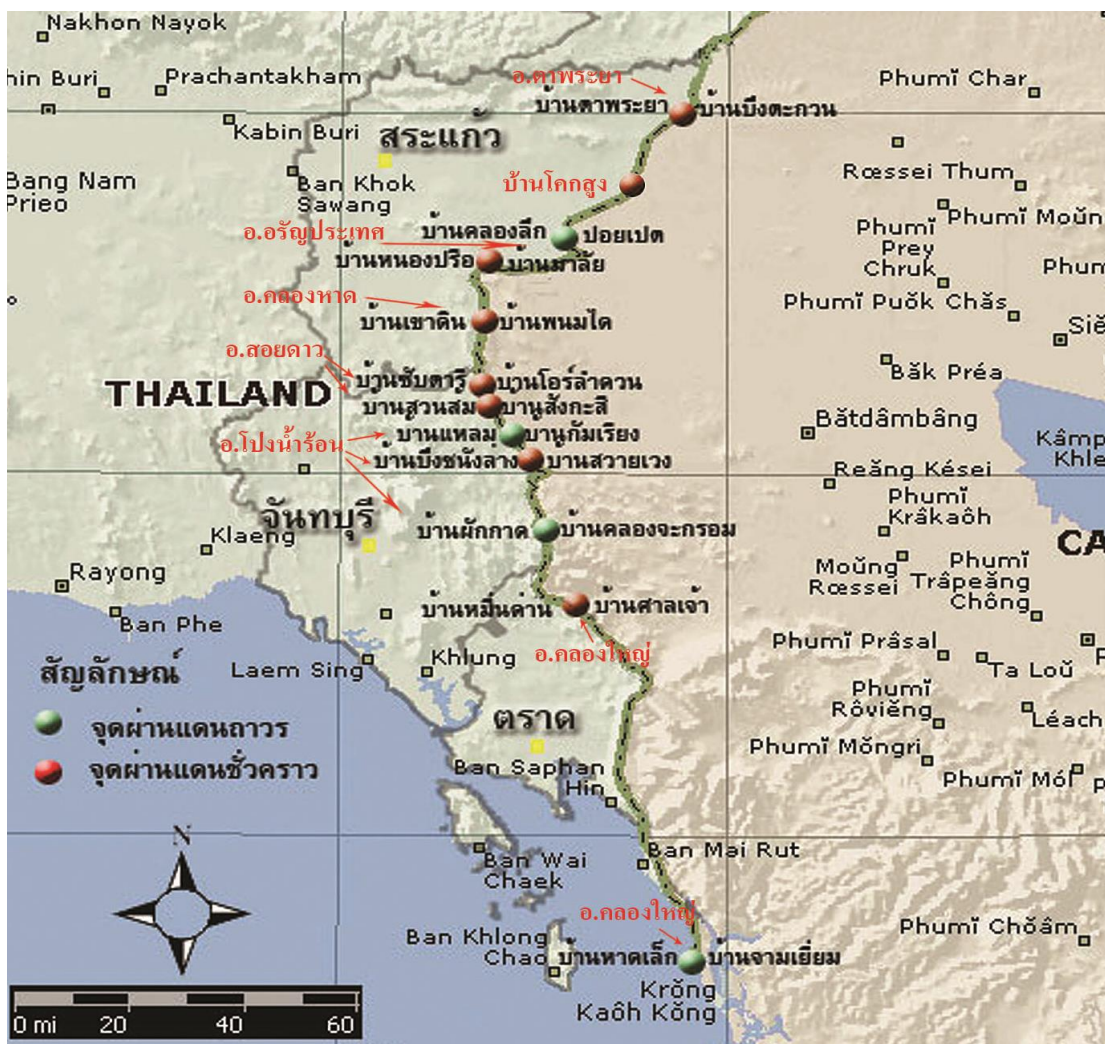 Nakhon Nayok
hin Buri
Prachantakham
อ.ตาพระยา
บ้านตาพระยา
บ้านบึงตะกวน
Phumĭ Char
Kabin Buri
สระแก้ว
Bang Nam
Prieo
Ban Khok
Sawang
บ้านโคกสูง
Rœssei Thum
Phumĭ Moŭn
อ.อรัญประเทศ
บ้านคลองลึก
ปอยเปต
Phumĭ
Prey
Chruk
Phum
บ้านหนองปรือ
บ้านมาลัย
อ.คลองหาด
Phumĭ Puŏk Chăs
บ้านเขาดิน
บ้านพนมได
Siĕ
อ.สอยดาว
บ้านซับตารี
บ้านโอร์ลำดวน
Băk Préa
THAILAND
บ้านสวนสม
บ้านสังกะสี
Bătdâmbâng
อ.โป่งน้ำร้อน
บ้านแหลม
บ้านกัมเรียง
Kâmp
Khle
บ้านบึงชนังล่าง
บ้านสวายเวง
Reăng Kései
จันทบุรี
Phumĭ
Krâkaôh
Klaeng
บ้านผักกาด
บ้านคลองจะกรอม
CA
Rayong
Moŭng
Rœssei
Phumĭ
Trâpeăng
Chông
Ban Phe
บ้านหมื่นด่าน
บ้านศาลเจ้า
อ.คลองใหญ่
Phumĭ Prâsal
Ta Loŭ
Laem Sing
Khlung
สัญลักษณ์
จุดผ่านแดนถาวร
จุดผ่านแดนชั่วคราว
ตราด
Phumĭ
Rôviĕng
Léach
Phumĭ Mŏngri
Phumĭ Mól
Ban Saphan
Hin
N
Ban Wai
Chaek
Ban Mai Rut
อ.คลองใหญ่
Phumĭ Chŏâm
Ban Khlong
Chao
บ้านหาดเล็ก
บ้านจามเยี่ยม
Krŏng
Kaôh Kŏng
0 mi 20 40 60